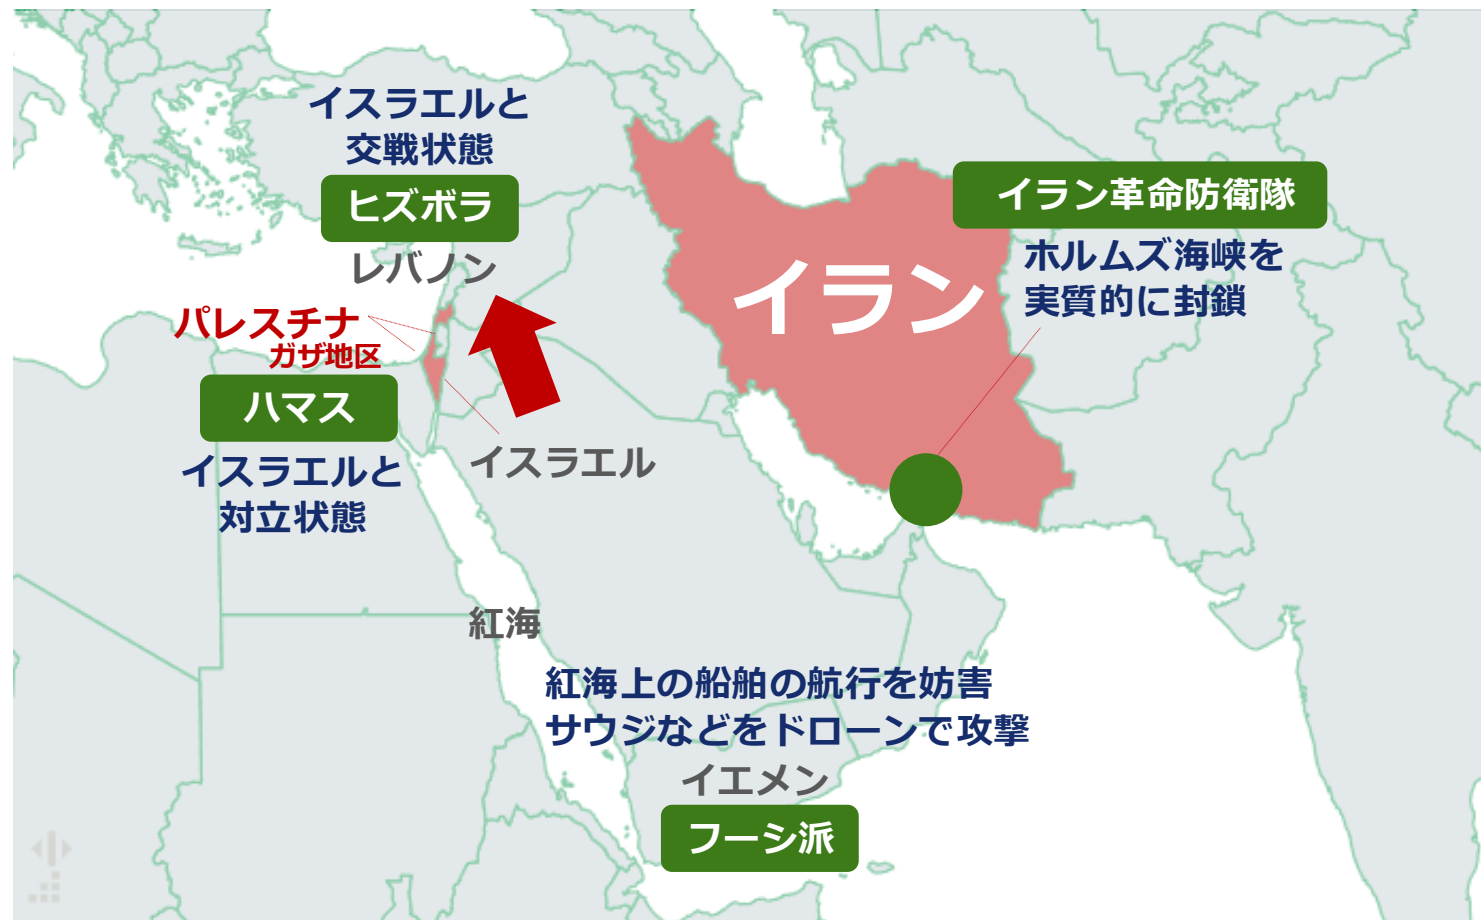 イスラエルと
交戦状態
ヒズボラ
レバノン
パレスチナ
ガザ地区
ハマス
イスラエルと
対立状態
イスラエル
イラン
イラン革命防衛隊
ホルムズ海峡を
実質的に封鎖
紅海
紅海上の船舶の航行を妨害
サウジなどをドローンで攻撃
イエメン
フーシ派